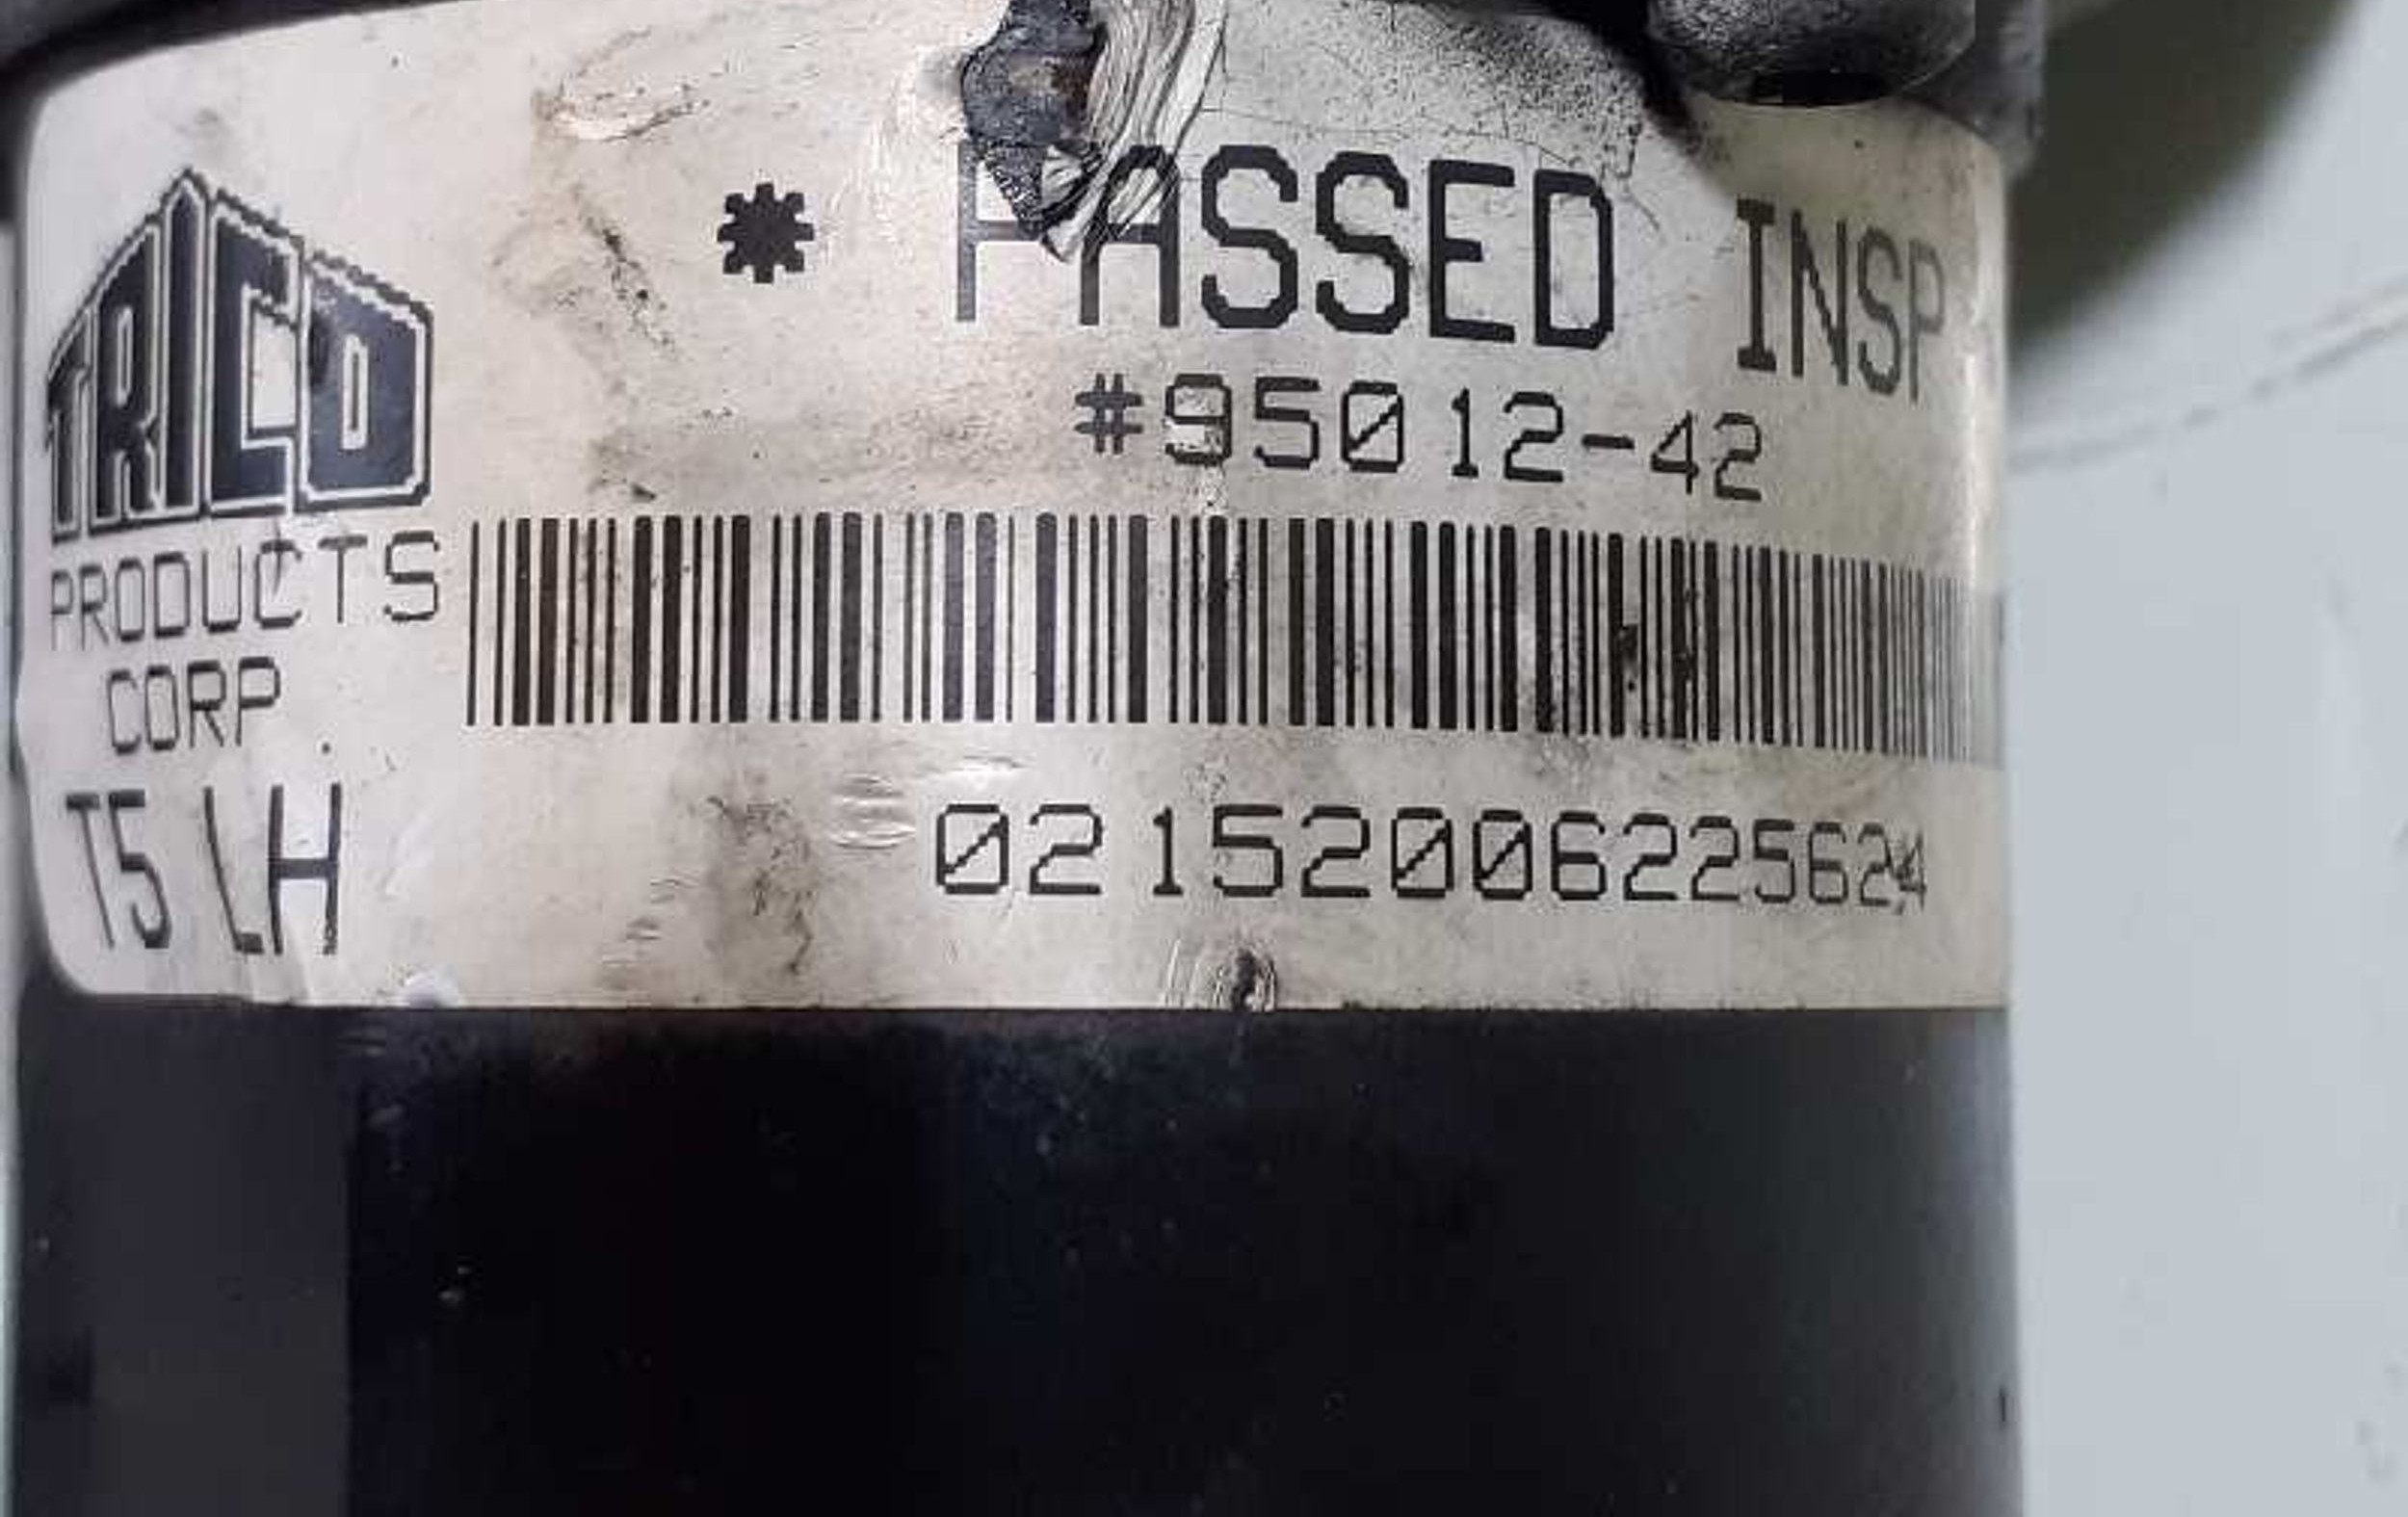 * PASSED INSP
#95012-42
TRICO
PRODUCTS
CORP
T5 LH
02152006225624